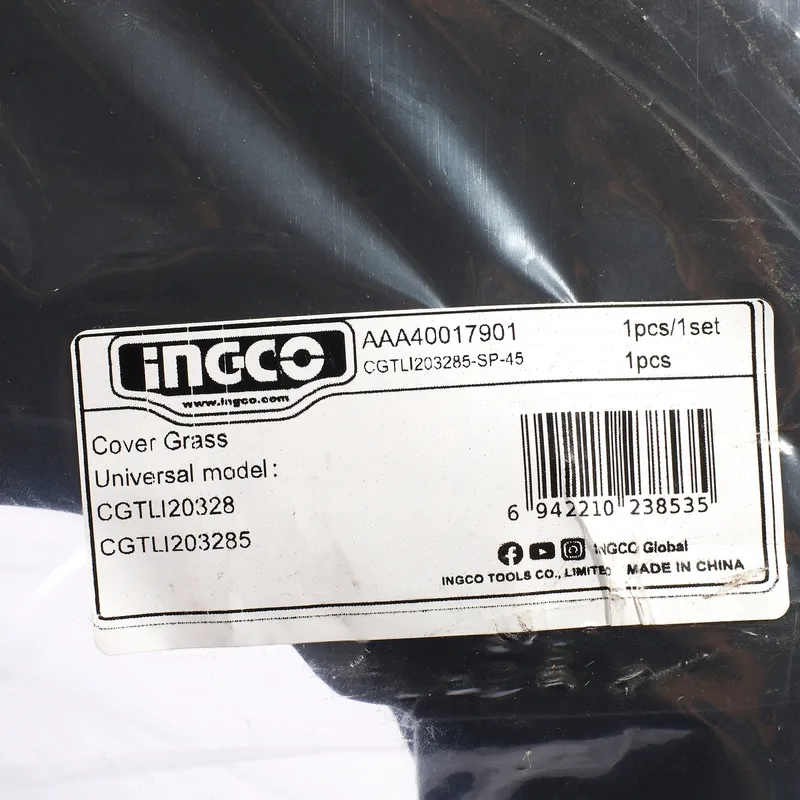 INGCO
www.ingco.com
AAA40017901
1pcs/1set
CGTLI203285-SP-45
1pcs
Cover Grass
Universal model:
CGTLI20328
CGTLI203285
6 942210 238535
INGCO Global
INGCO TOOLS CO., LIMITED MADE IN CHINA